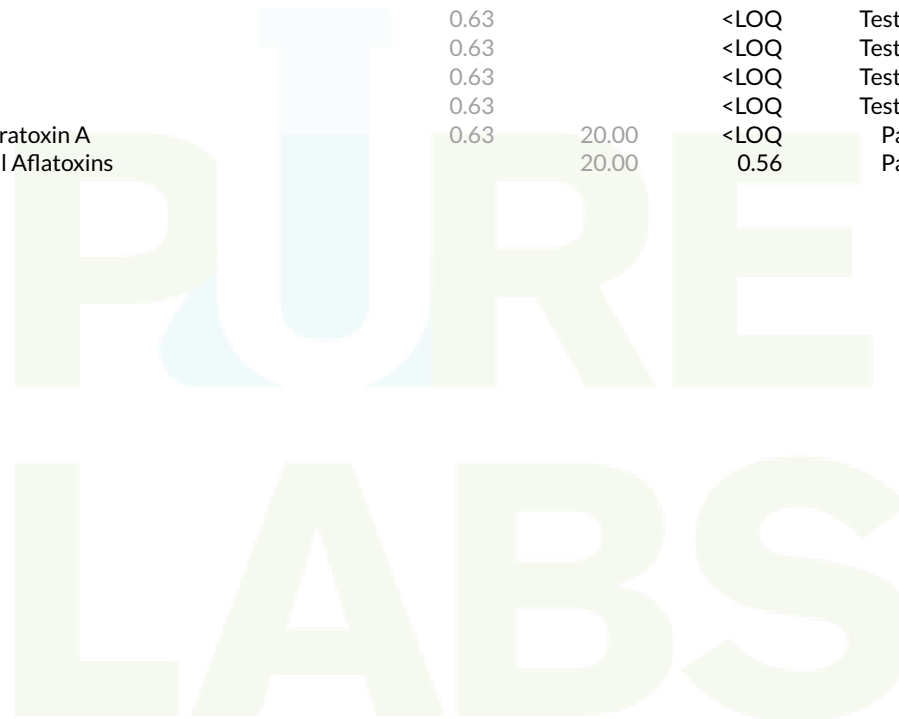 0.63 <LOQ Test
0.63 <LOQ Test
0.63 <LOQ Test
0.63 <LOQ Test
ratoxin A 0.63 20.00 <LOQ Pa
l Aflatoxins 20.00 0.56 Pa
PURE
LABS